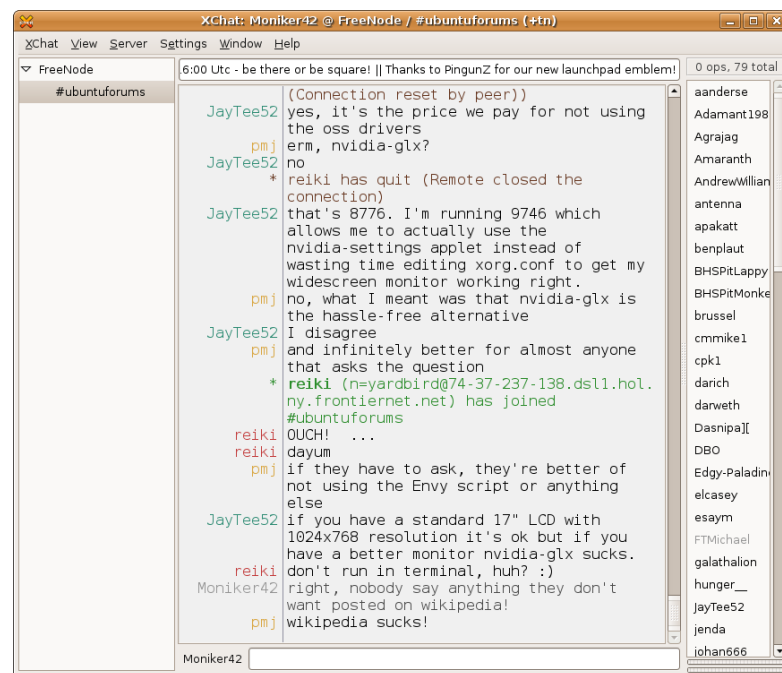 XChat: Moniker42 @ FreeNode / #ubuntuforums (+tn)
XChat View Server Settings Window Help
FreeNode
#ubuntuforums
6:00 Utc - be there or be square! || Thanks to PingunZ for our new launchpad emblem!
0 ops, 79 total
(Connection reset by peer))
JayTee52 yes, it's the price we pay for not using
the oss drivers
pmj erm, nvidia-glx?
JayTee52 no
* reiki has quit (Remote closed the
connection)
JayTee52 that's 8776. I'm running 9746 which
allows me to actually use the
nvidia-settings applet instead of
wasting time editing xorg.conf to get my
widescreen monitor working right.
pmj no, what I meant was that nvidia-glx is
the hassle-free alternative
JayTee52 I disagree
pmj and infinitely better for almost anyone
that asks the question
* reiki (n=yardbird@74-37-237-138.dsl1.hol.
ny.frontiernet.net) has joined
#ubuntuforums
reiki OUCH! ...
reiki dayum
pmj if they have to ask, they're better of
not using the Envy script or anything
else
JayTee52 if you have a standard 17" LCD with
1024x768 resolution it's ok but if you
have a better monitor nvidia-glx sucks.
reiki don't run in terminal, huh? :)
Moniker42 right, nobody say anything they don't
want posted on wikipedia!
pmj wikipedia sucks!
Moniker42
aanderse
Adamant198
Agrajag
Amaranth
AndrewWillian
antenna
apakatt
benplaut
BHSPitLappy
BHSPitMonke
brussel
cmmike1
cpk1
darich
darweth
Dasnipa][
DBO
Edgy-Paladin
elcasey
esaym
FTMichael
galathalion
hunger__
JayTee52
jenda
johan666